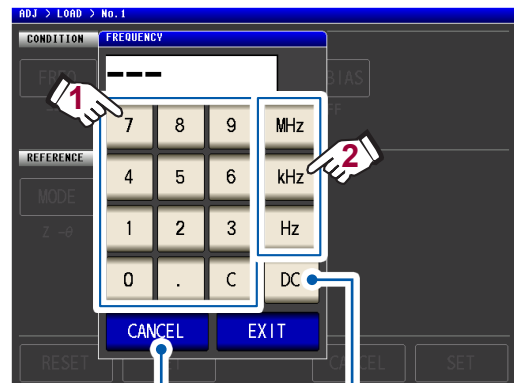 ADJ > LOAD > No.1
CONDITION FREQUENCY
FREQ --- BIAS
1
7 8 9 MHz
REFERENCE
2
4 5 6 kHz
MODE
Z -θ
1 2 3 Hz
0 . C DC
CANCEL EXIT
RESET SET